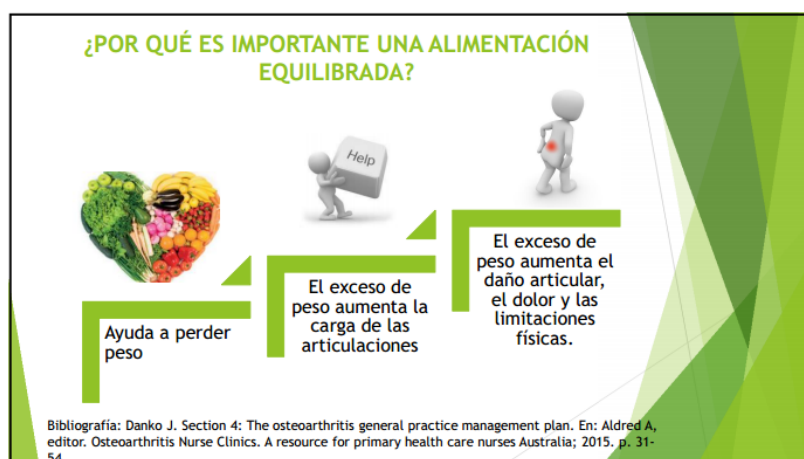 ¿POR QUÉ ES IMPORTANTE UNA ALIMENTACIÓN
EQUILIBRADA?
Help
Ayuda a perder
peso
El exceso de
peso aumenta la
carga de las
articulaciones
El exceso de
peso aumenta el
daño articular,
el dolor y las
limitaciones
físicas.
Bibliografía: Danko J. Section 4: The osteoarthritis general practice management plan. En: Aldred A,
editor. Osteoarthritis Nurse Clinics. A resource for primary health care nurses Australia; 2015. p. 31-
54